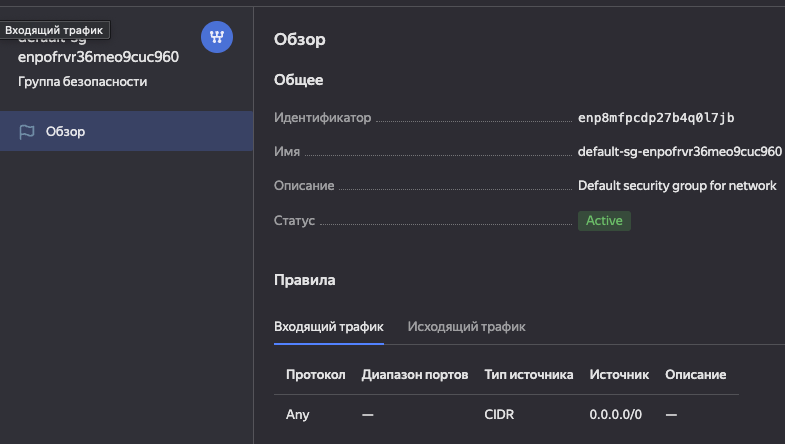 Входящий трафик
default-sg-
enpofrvr36meo9cuc960
Группа безопасности
Обзор
Обзор
Общее
Идентификатор enp8mfpcdp27b4q0l7jb
Имя default-sg-enpofrvr36meo9cuc960
Описание Default security group for network
Статус Active
Правила
Входящий трафик Исходящий трафик
Протокол Диапазон портов Тип источника Источник Описание
Any — CIDR 0.0.0.0/0 —